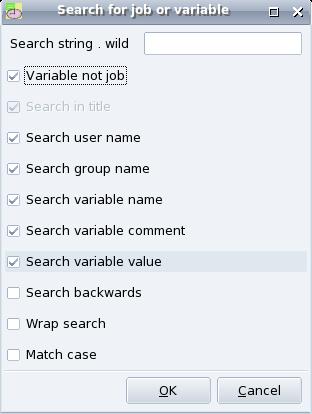 Search for job or variable
Search string . wild
Variable not job
Search in title
Search user name
Search group name
Search variable name
Search variable comment
Search variable value
Search backwards
Wrap search
Match case
OK Cancel